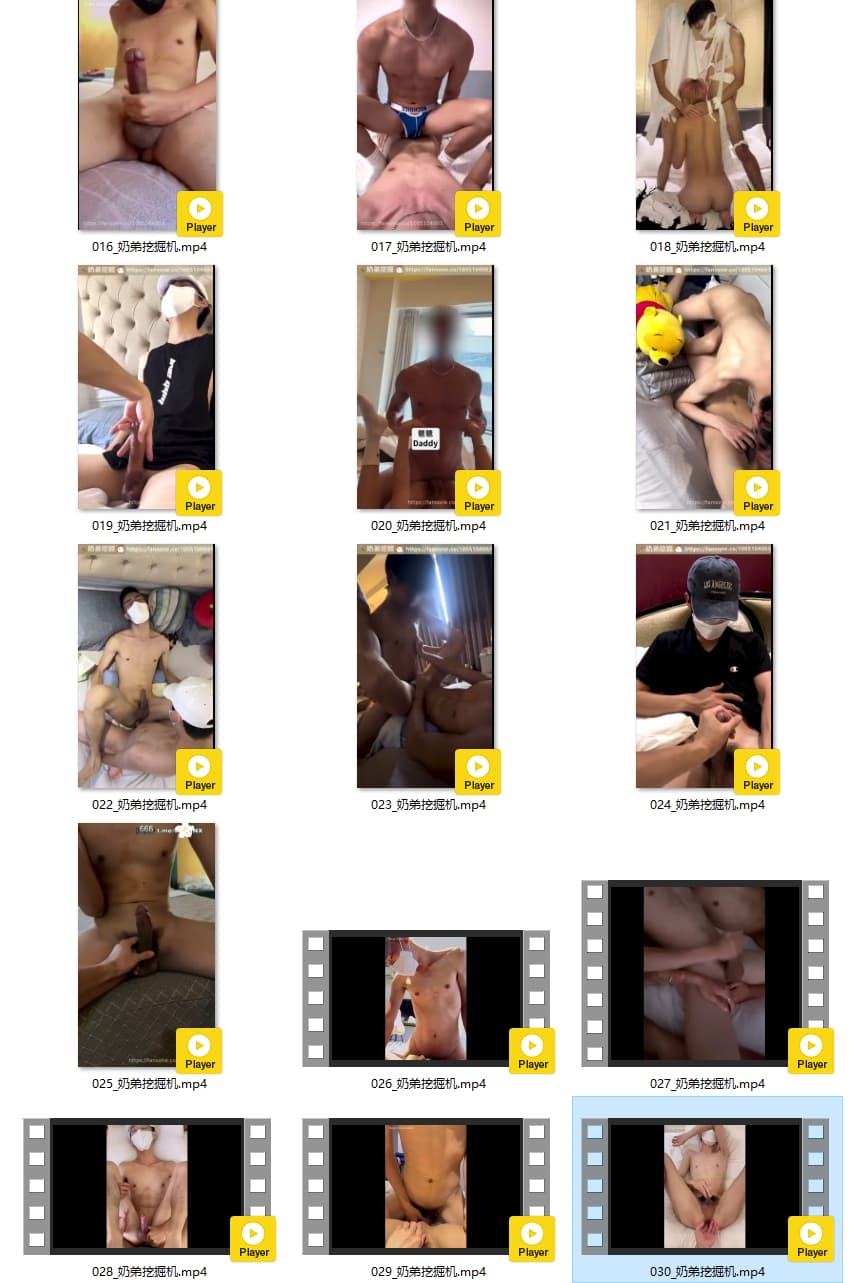 Player
Player
Player
016_奶弟挖掘机.mp4
017_奶弟挖掘机.mp4
018_奶弟挖掘机.mp4
Daddy
Player
Player
Player
019_奶弟挖掘机.mp4
020_奶弟挖掘机.mp4
021_奶弟挖掘机.mp4
LOS ANGELES
Player
Player
Player
022_奶弟挖掘机.mp4
023_奶弟挖掘机.mp4
024_奶弟挖掘机.mp4
666
Player
Player
Player
025_奶弟挖掘机.mp4
026_奶弟挖掘机.mp4
027_奶弟挖掘机.mp4
Player
Player
Player
028_奶弟挖掘机.mp4
029_奶弟挖掘机.mp4
030_奶弟挖掘机.mp4